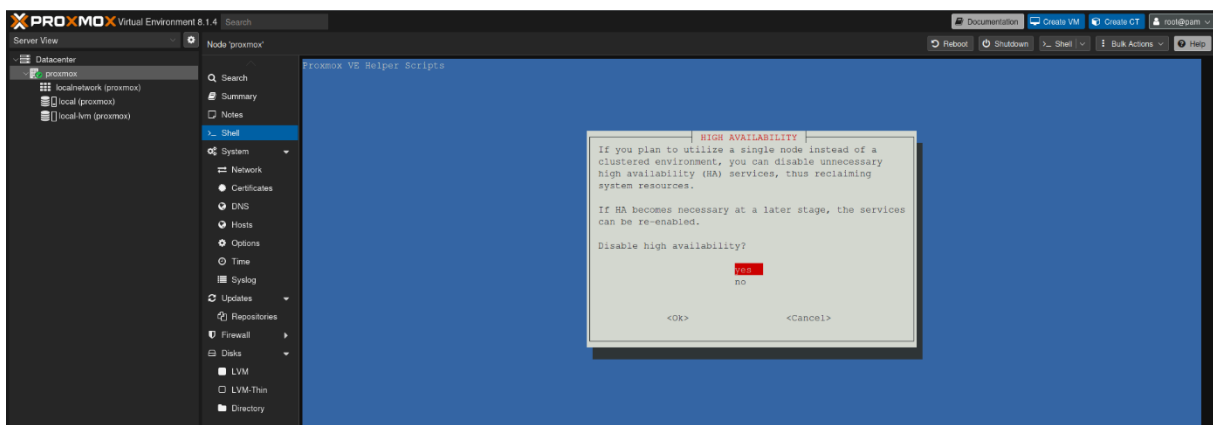 PROXMOX Virtual Environment 8.1.4 Search
Documentation Create VM Create CT root@pam
Server View
Node 'proxmox'
Reboot Shutdown Shell Bulk Actions Help
Datacenter
proxmox
localnetwork (proxmox)
local (proxmox)
local-lvm (proxmox)
Search
Summary
Notes
>_ Shell
System
Network
Certificates
DNS
Hosts
Options
Time
Syslog
Updates
Repositories
Firewall
Disks
LVM
LVM-Thin
Directory
Proxmox VE Helper Scripts
HIGH AVAILABILITY
If you plan to utilize a single node instead of a
clustered environment, you can disable unnecessary
high availability (HA) services, thus reclaiming
system resources.
If HA becomes necessary at a later stage, the services
can be re-enabled.
Disable high availability?
yes
no
<Ok> <Cancel>